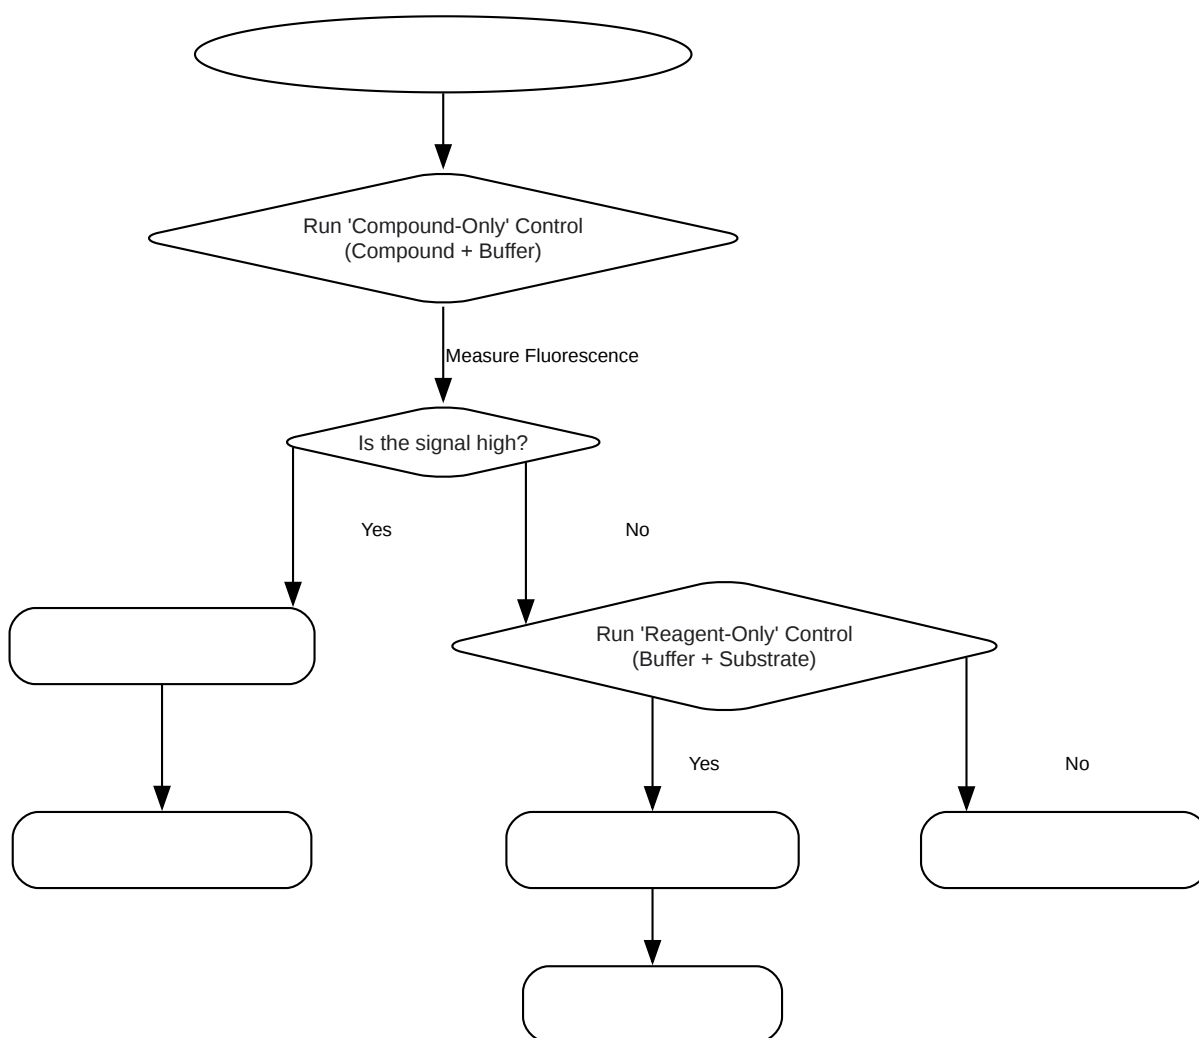 Run 'Compound-Only' Control
(Compound + Buffer)
Measure Fluorescence
Is the signal high?
Yes
No
Run 'Reagent-Only' Control
(Buffer + Substrate)
Yes
No